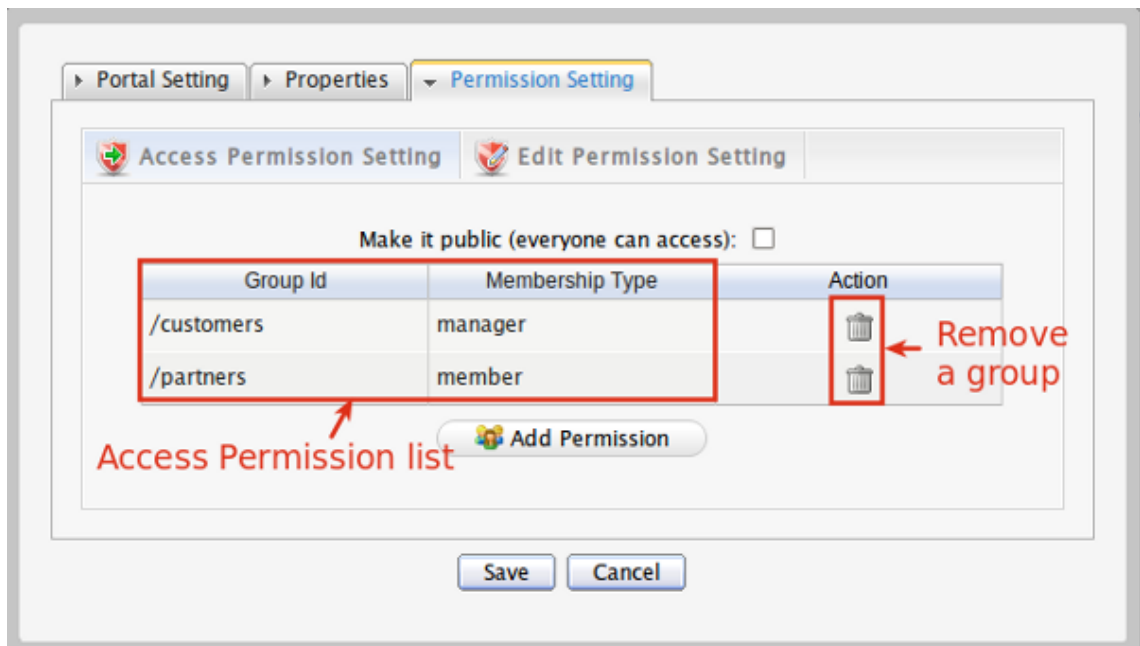 Portal Setting Properties Permission Setting
Access Permission Setting Edit Permission Setting
Make it public (everyone can access):
Group Id Membership Type Action
/customers manager
/partners member
Remove
a group
Add Permission
Access Permission list
Save Cancel